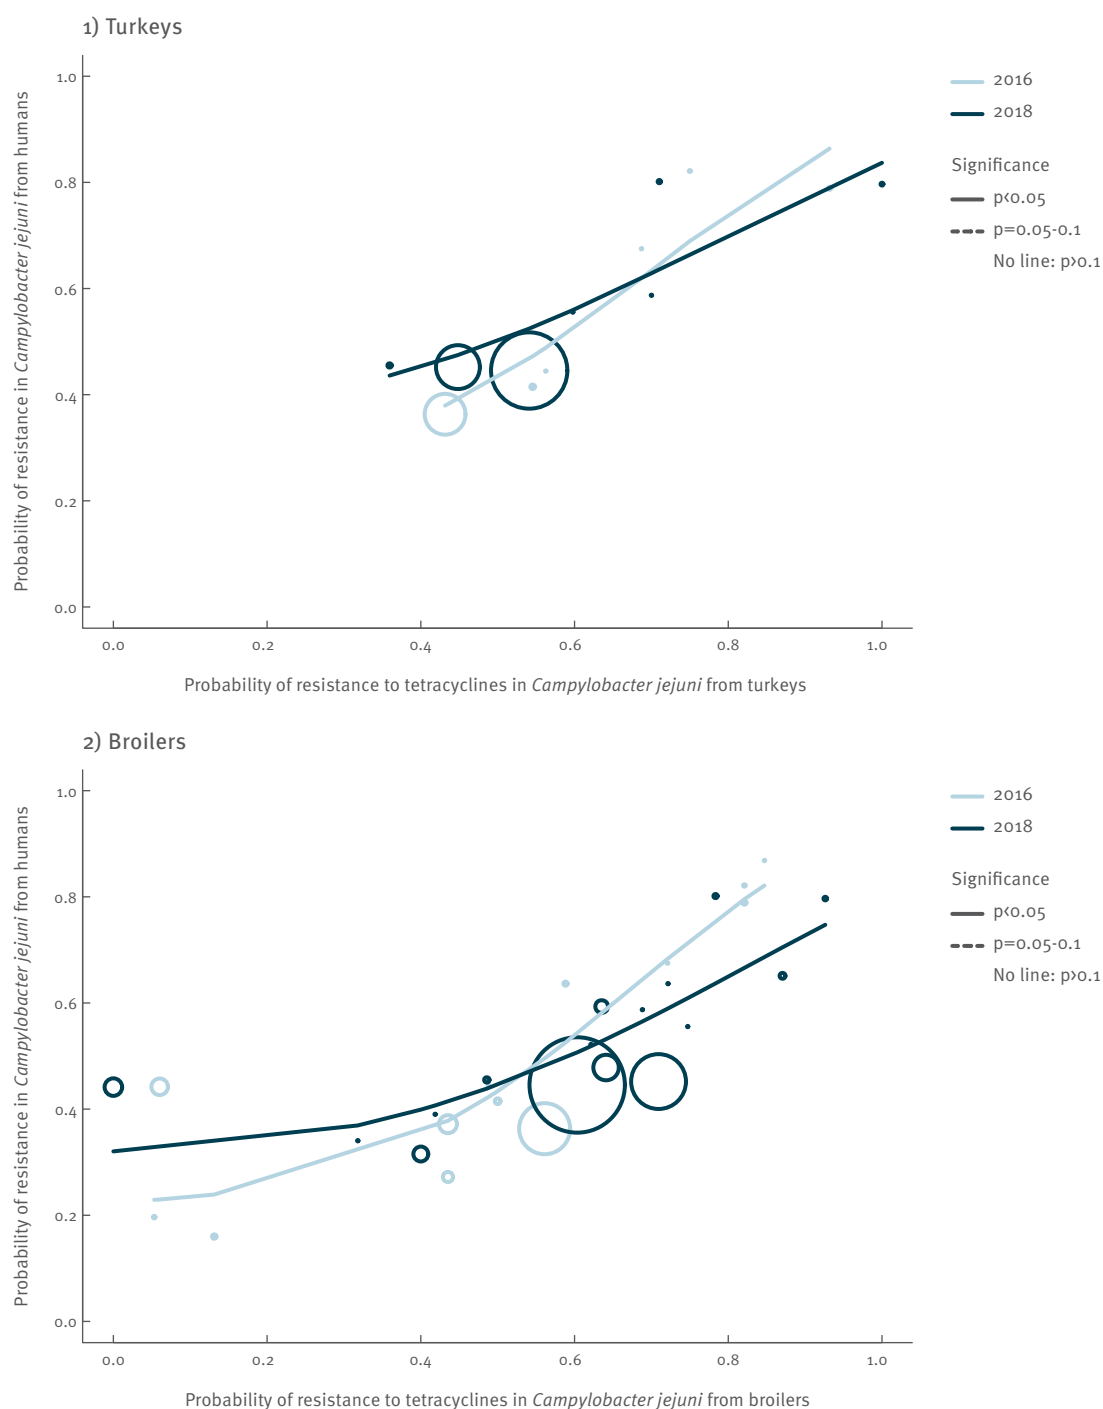 1) Turkeys
Probability of resistance in Campylobacter jejuni from humans
1.0
0.8
0.6
0.4
0.2
0.0
0.0 0.2 0.4 0.6 0.8 1.0
Probability of resistance to tetracyclines in Campylobacter jejuni from turkeys
2016
2018
Significance
p<0.05
p=0.05-0.1
No line: p>0.1
2) Broilers
Probability of resistance in Campylobacter jejuni from humans
1.0
0.8
0.6
0.4
0.2
0.0
0.0 0.2 0.4 0.6 0.8 1.0
Probability of resistance to tetracyclines in Campylobacter jejuni from broilers
2016
2018
Significance
p<0.05
p=0.05-0.1
No line: p>0.1